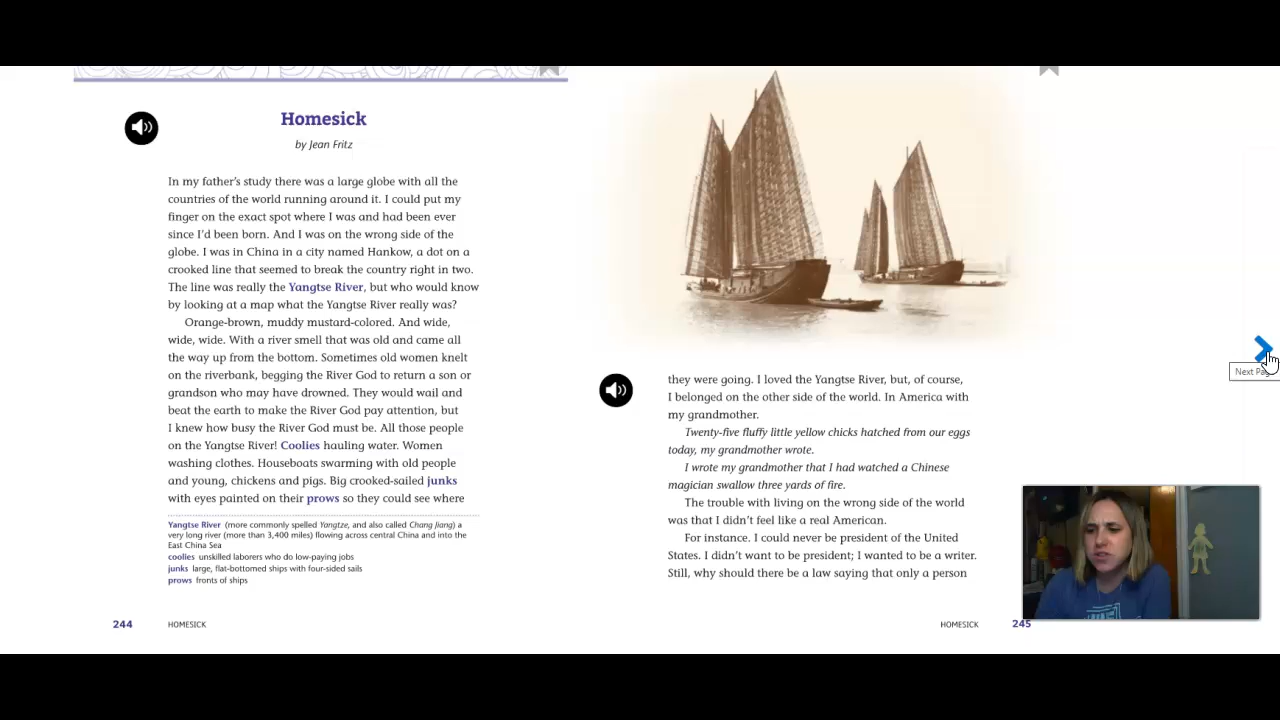 Homesick
by Jean Fritz
In my father's study there was a large globe with all the
countries of the world running around it. I could put my
finger on the exact spot where I was and had been ever
since I'd been born. And I was on the wrong side of the
globe. I was in China in a city named Hankow, a dot on a
crooked line that seemed to break the country right in two.
The line was really the Yangtse River, but who would know
by looking at a map what the Yangtse River really was?
Orange-brown, muddy mustard-colored. And wide,
wide, wide. With a river smell that was old and came all
the way up from the bottom. Sometimes old women knelt
on the riverbank, begging the River God to return a son or
grandson who may have drowned. They would wail and
beat the earth to make the River God pay attention, but
I knew how busy the River God must be. All those people
on the Yangtse River! Coolies hauling water. Women
washing clothes. Houseboats swarming with old people
and young, chickens and pigs. Big crooked-sailed junks
with eyes painted on their prows so they could see where
Yangtse River (more commonly spelled Yangtze, and also called Chang Jiang) a
very long river (more than 3,400 miles) flowing across central China and into the
East China Sea
coolies unskilled laborers who do low-paying jobs
junks large, flat-bottomed ships with four-sided sails
prows fronts of ships
244 HOMESICK
they were going. I loved the Yangtse River, but, of course,
I belonged on the other side of the world. In America with
my grandmother.
Twenty-five fluffy little yellow chicks hatched from our eggs
today, my grandmother wrote.
I wrote my grandmother that I had watched a Chinese
magician swallow three yards of fire.
The trouble with living on the wrong side of the world
was that I didn't feel like a real American.
For instance. I could never be president of the United
States. I didn't want to be president; I wanted to be a writer.
Still, why should there be a law saying that only a person
HOMESICK 245
Next Pag